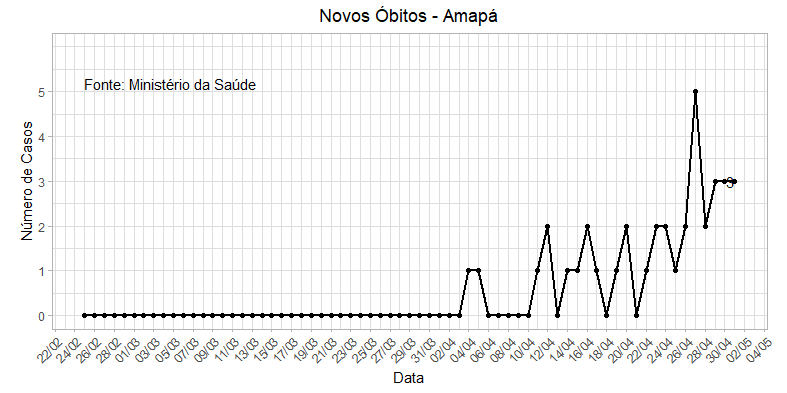 Novos Óbitos - Amapá
Fonte: Ministério da Saúde
Número de Casos
5
4
3
2
1
0
3
22/02 24/02 26/02 28/02 01/03 03/03 05/03 07/03 09/03 11/03 13/03 15/03 17/03 19/03 21/03 23/03 25/03 27/03 29/03 31/03 02/04 04/04 06/04 08/04 10/04 12/04 14/04 16/04 18/04 20/04 22/04 24/04 26/04 28/04 30/04 02/05 04/05
Data